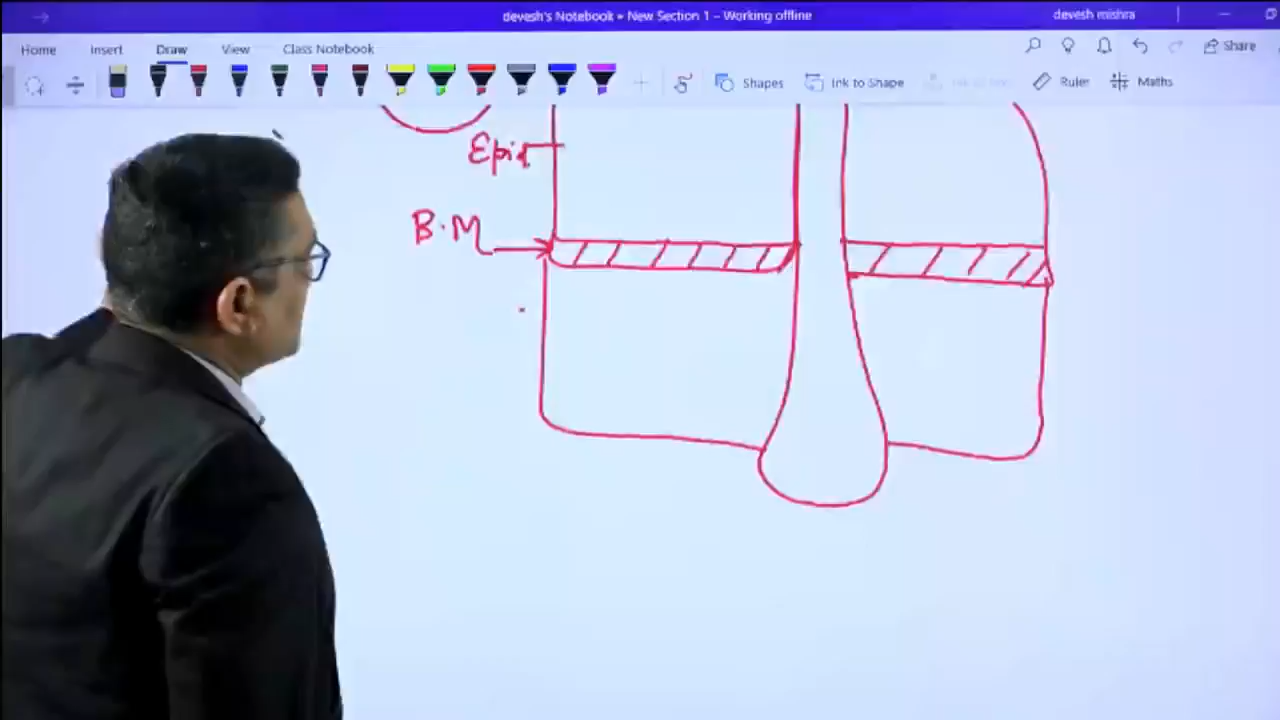 devesh's Notebook » New Section 1 – Working offline
devesh mishra
Home Insert Draw View Class Notebook
Share
Shapes
Ink to Shape
Ruler
Maths
B.M